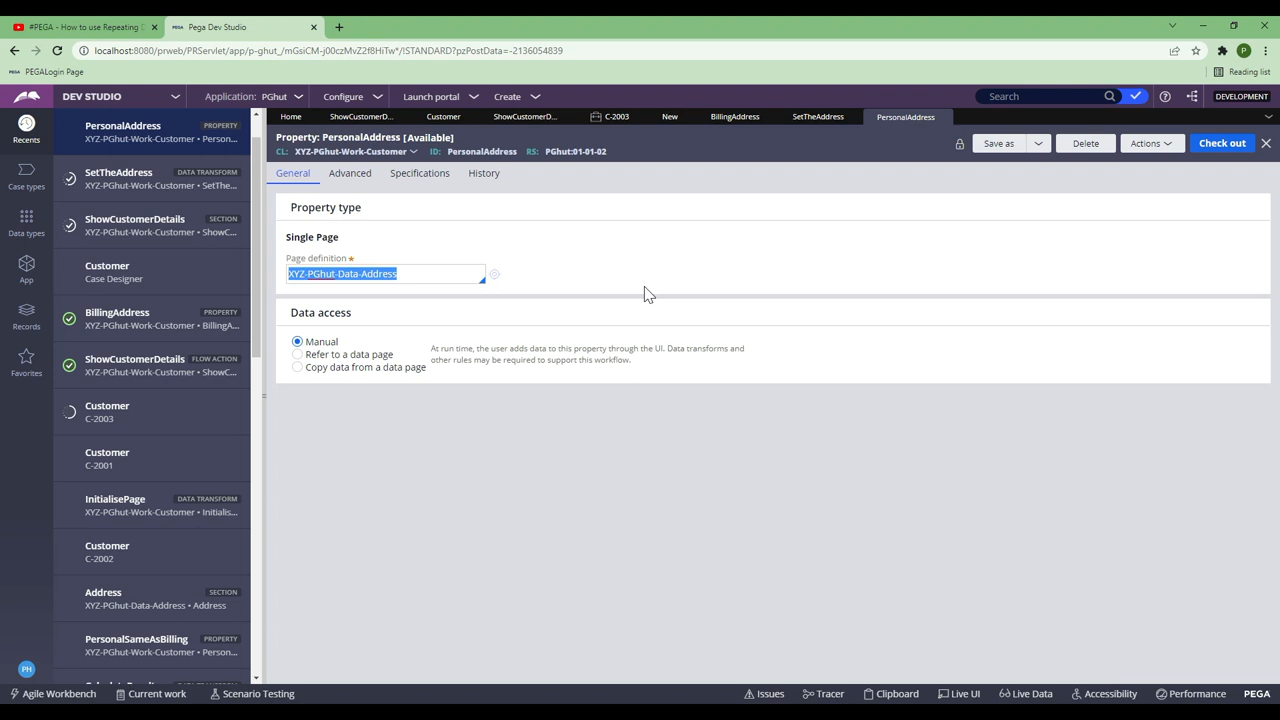 #PEGA - How to use Repeating D
PEGA Pega Dev Studio
localhost:8080/prweb/PRServlet/app/p-ghut_/mGsiCM-j00czMvZ2f8HiTw*/!STANDARD?pzPostData=-2136054839
P
PEGA PEGALogin Page
Reading list
DEV STUDIO
Application: PGhut
Configure
Launch portal
Create
Search
DEVELOPMENT
Recents
Case types
Data types
App
Records
Favorites
PH
PersonalAddress PROPERTY
XYZ-PGhut-Work-Customer • Person...
SetTheAddress DATA TRANSFORM
XYZ-PGhut-Work-Customer • SetThe...
ShowCustomerDetails SECTION
XYZ-PGhut-Work-Customer • ShowC...
Customer
Case Designer
BillingAddress PROPERTY
XYZ-PGhut-Work-Customer • BillingA...
ShowCustomerDetails FLOW ACTION
XYZ-PGhut-Work-Customer • ShowC...
Customer
C-2003
Customer
C-2001
InitialisePage DATA TRANSFORM
XYZ-PGhut-Work-Customer • Initialis...
Customer
C-2002
Address SECTION
XYZ-PGhut-Data-Address • Address
PersonalSameAsBilling PROPERTY
XYZ-PGhut-Work-Customer • Person...
Home
ShowCustomerD...
Customer
ShowCustomerD...
C-2003
New
BillingAddress
SetTheAddress
PersonalAddress
Property: PersonalAddress [Available]
CL: XYZ-PGhut-Work-Customer ID: PersonalAddress RS: PGhut:01-01-02
Save as
Delete
Actions
Check out
General
Advanced
Specifications
History
Property type
Single Page
Page definition *
XYZ-PGhut-Data-Address
Data access
Manual
Refer to a data page
Copy data from a data page
At run time, the user adds data to this property through the UI. Data transforms and
other rules may be required to support this workflow.
Agile Workbench
Current work
Scenario Testing
Issues
Tracer
Clipboard
Live UI
Live Data
Accessibility
Performance
PEGA